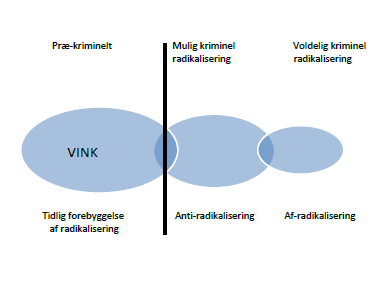 Præ-kriminelt
Mulig kriminel
radikalisering
Voldelig kriminel
radikalisering
VINK
Tidlig forebyggelse
af radikalisering
Anti-radikalisering
Af-radikalisering